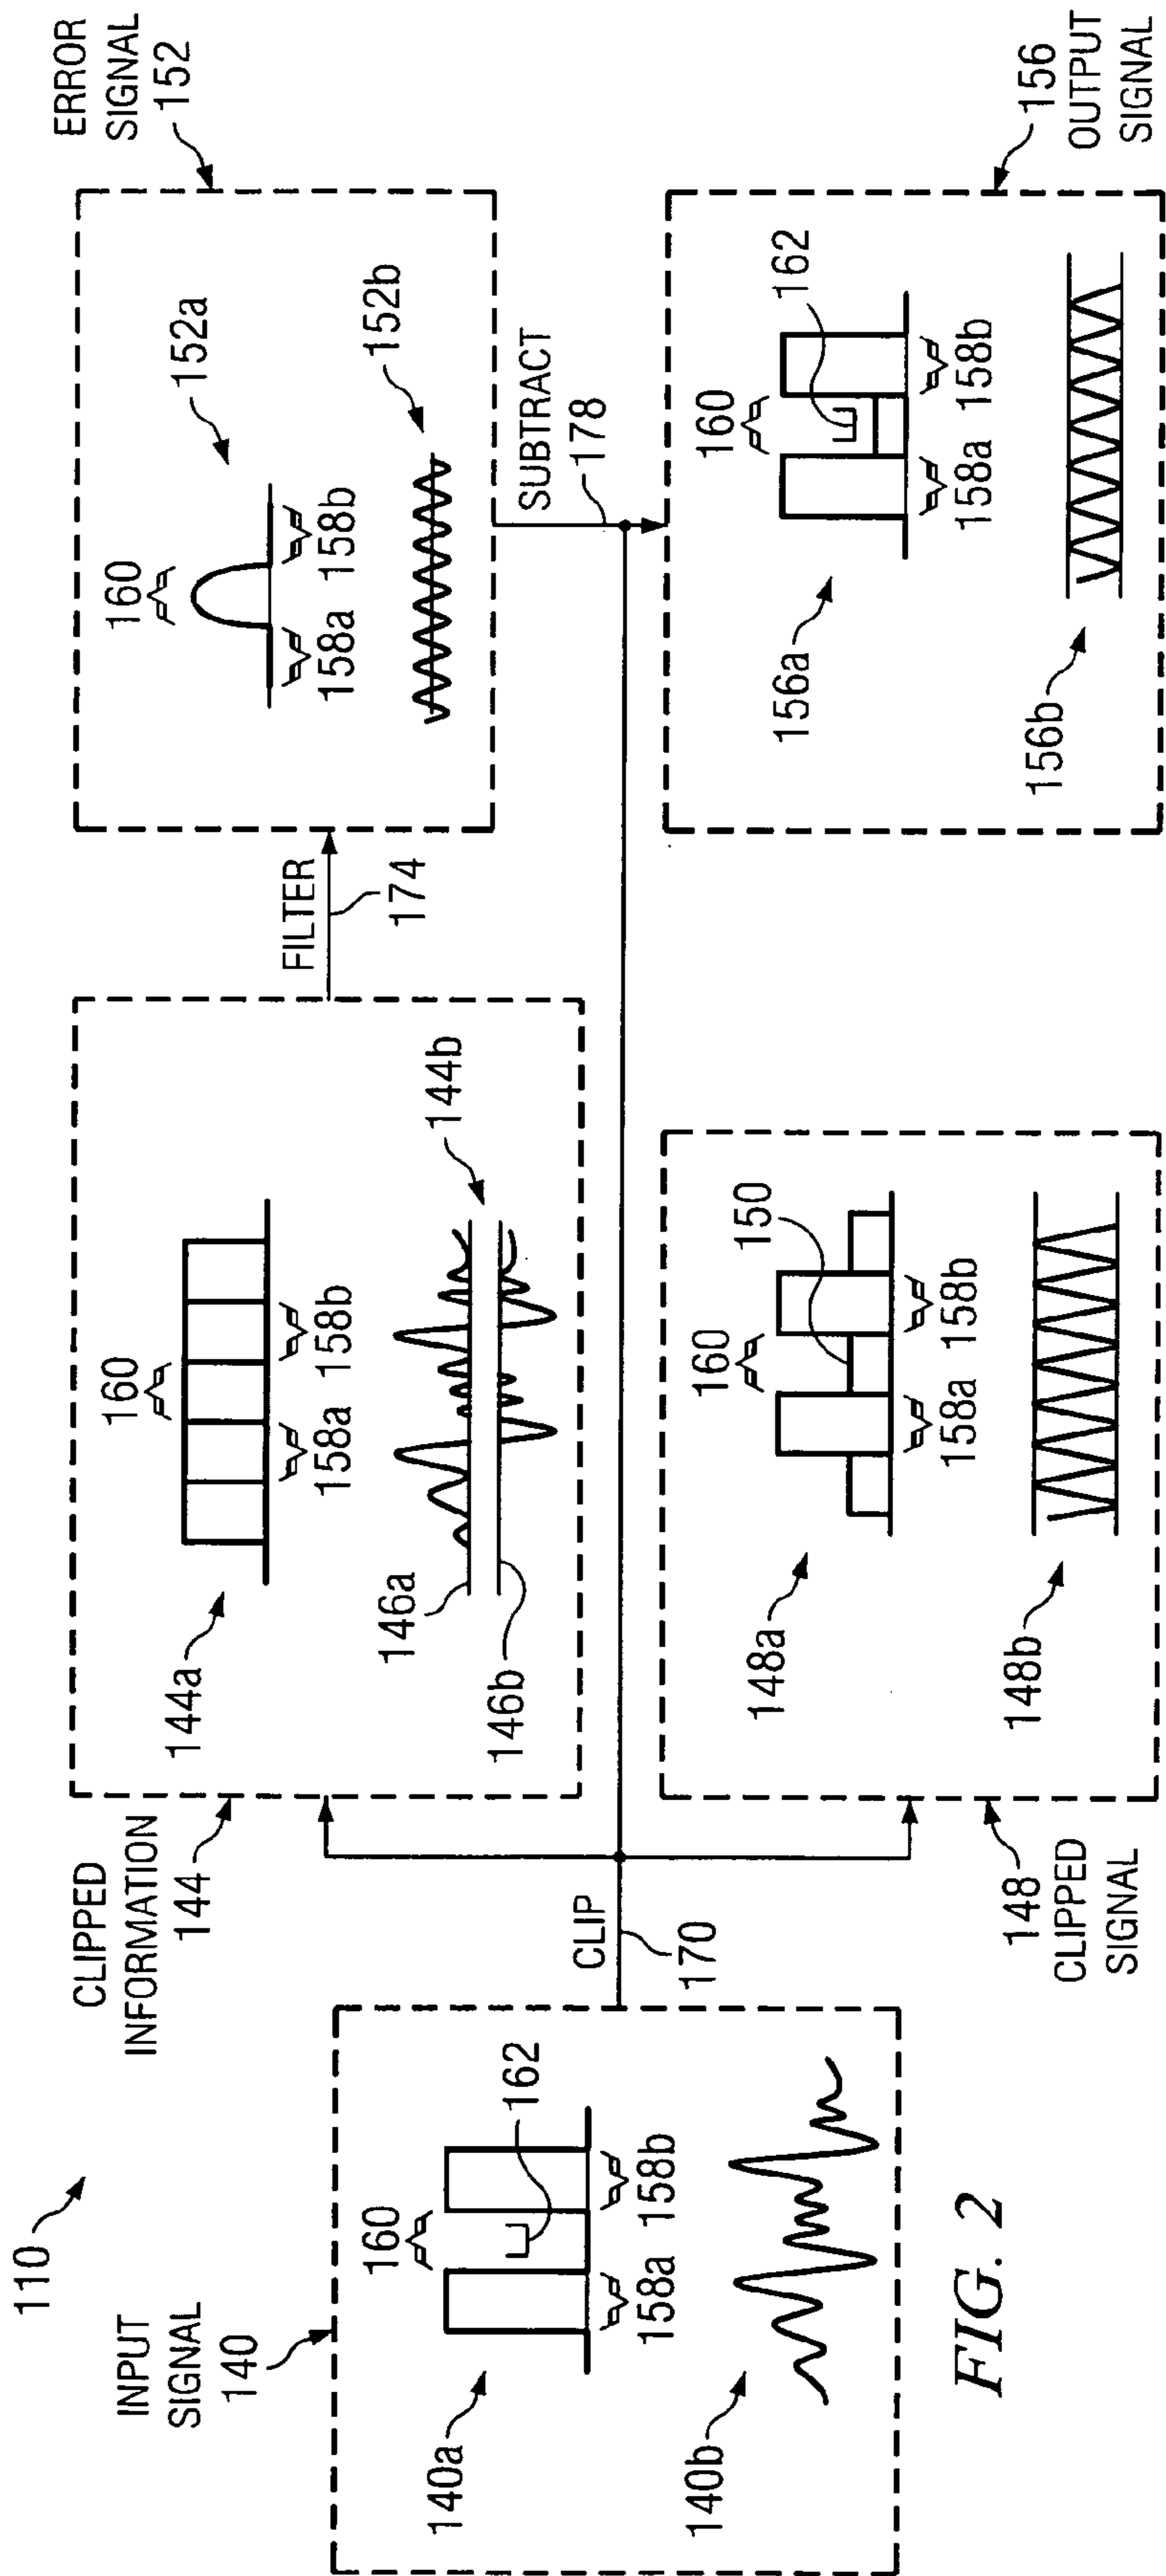 110
INPUT
SIGNAL
140
140a
160
162
158a
158b
140b
CLIP
170
CLIPPED
INFORMATION
144
144a
160
158a
158b
146a
146b
144b
FILTER
174
ERROR
SIGNAL
152
152a
160
158a
158b
152b
SUBTRACT
178
148
CLIPPED
SIGNAL
148a
160
150
158a
158b
148b
156a
160
162
158a
158b
156b
156
OUTPUT
SIGNAL
FIG. 2